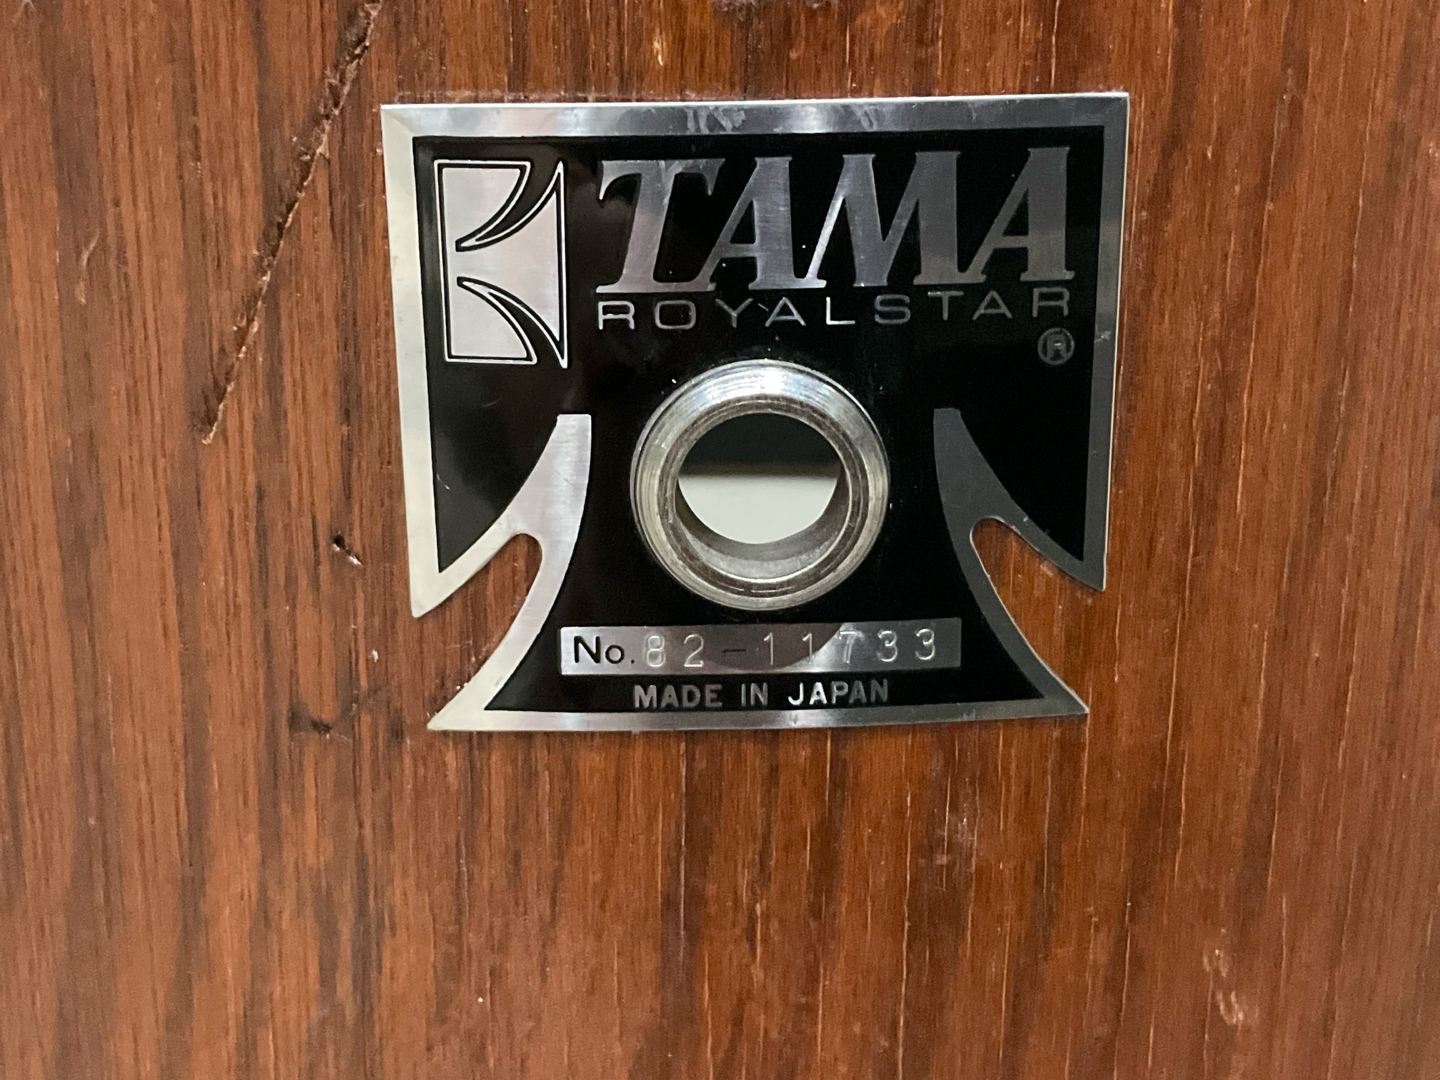 TAMA
ROYALSTAR
®
No. 82-11733
MADE IN JAPAN